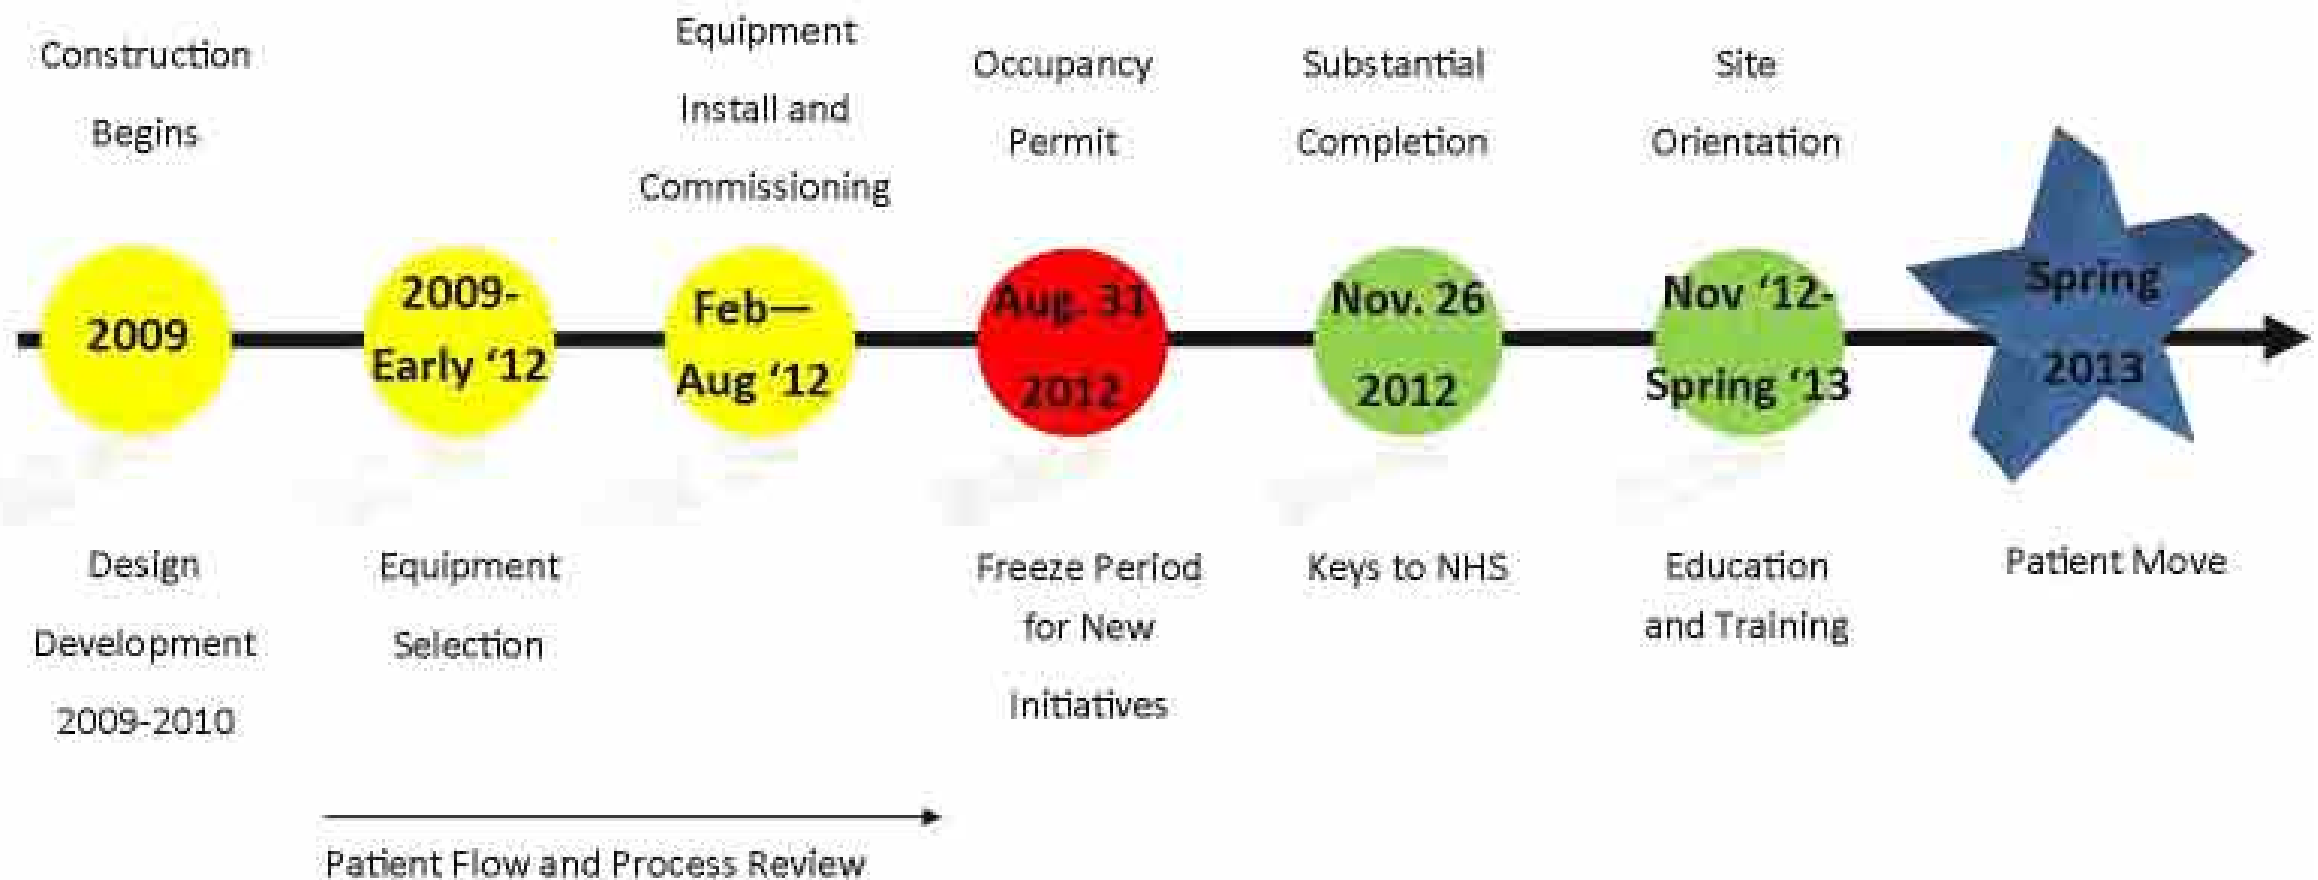 Construction
Begins
Equipment
Install and
Commissioning
Occupancy
Permit
Substantial
Completion
Site
Orientation
2009
2009-
Early ‘12
Feb—
Aug ‘12
Aug. 31
2012
Nov. 26
2012
Nov ‘12-
Spring ‘13
Spring
2013
Design
Development
2009-2010
Equipment
Selection
Freeze Period
for New
Initiatives
Keys to NHS
Education
and Training
Patient Move
Patient Flow and Process Review